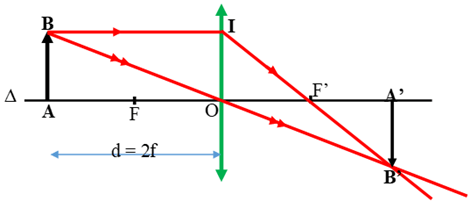 B I
F’ A’
Δ A F O
B’
d = 2f